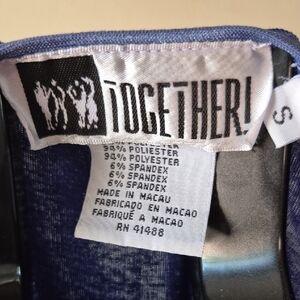 TOGETHER!
S
94% POLYESTER
94% POLIESTER
94% POLYESTER
6% SPANDEX
6% SPANDEX
6% SPANDEX
MADE IN MACAU
FABRICADO EN MACAO
FABRIQUÉ A MACAO
RN 41488